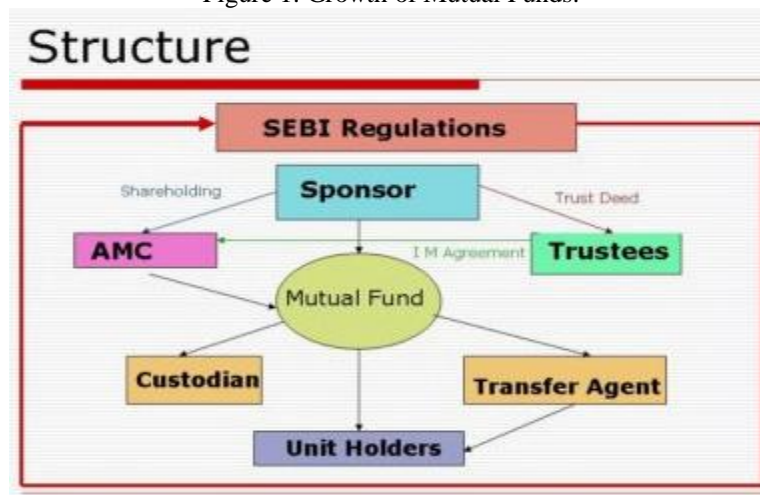 Figure 1: Growth of Mutual Funds.
Structure
SEBI Regulations
Sponsor
Shareholding
Trust Deed
AMC
I M Agreement
Trustees
Mutual Fund
Custodian
Transfer Agent
Unit Holders